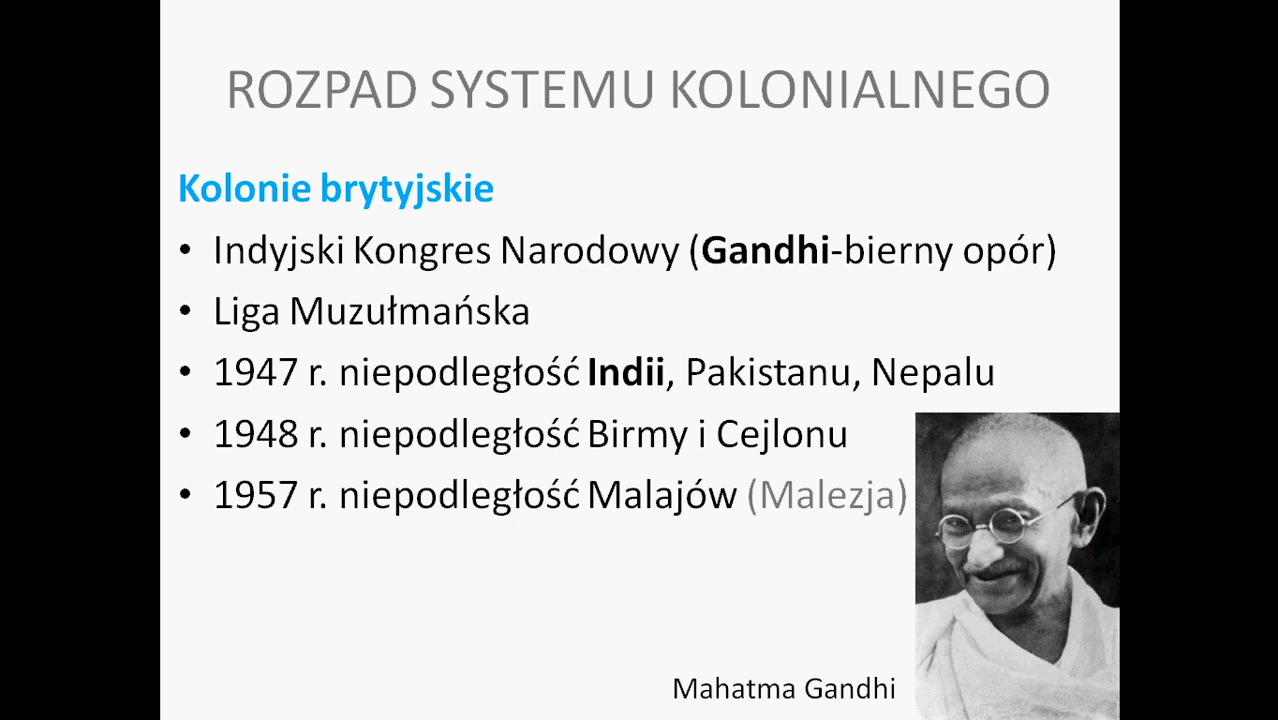 ROZPAD SYSTEMU KOLONIALNEGO
Kolonie brytyjskie
• Indyjski Kongres Narodowy (Gandhi-bierny opór)
• Liga Muzułmańska
• 1947 r. niepodległość Indii, Pakistanu, Nepalu
• 1948 r. niepodległość Birmy i Cejlonu
• 1957 r. niepodległość Malajów (Malezja)
Mahatma Gandhi